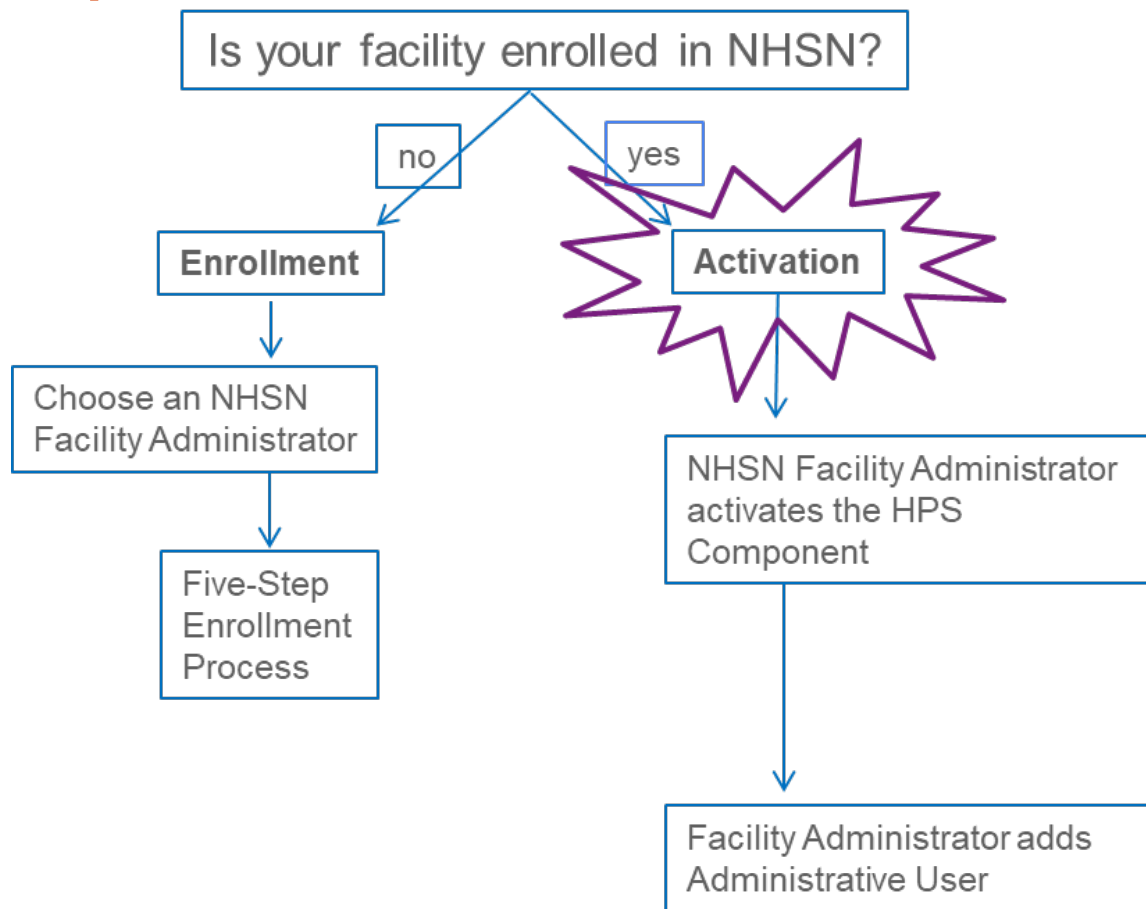 Is your facility enrolled in NHSN?
no
yes
Enrollment
Activation
Choose an NHSN
Facility Administrator
NHSN Facility Administrator
activates the HPS
Component
Five-Step
Enrollment
Process
Facility Administrator adds
Administrative User